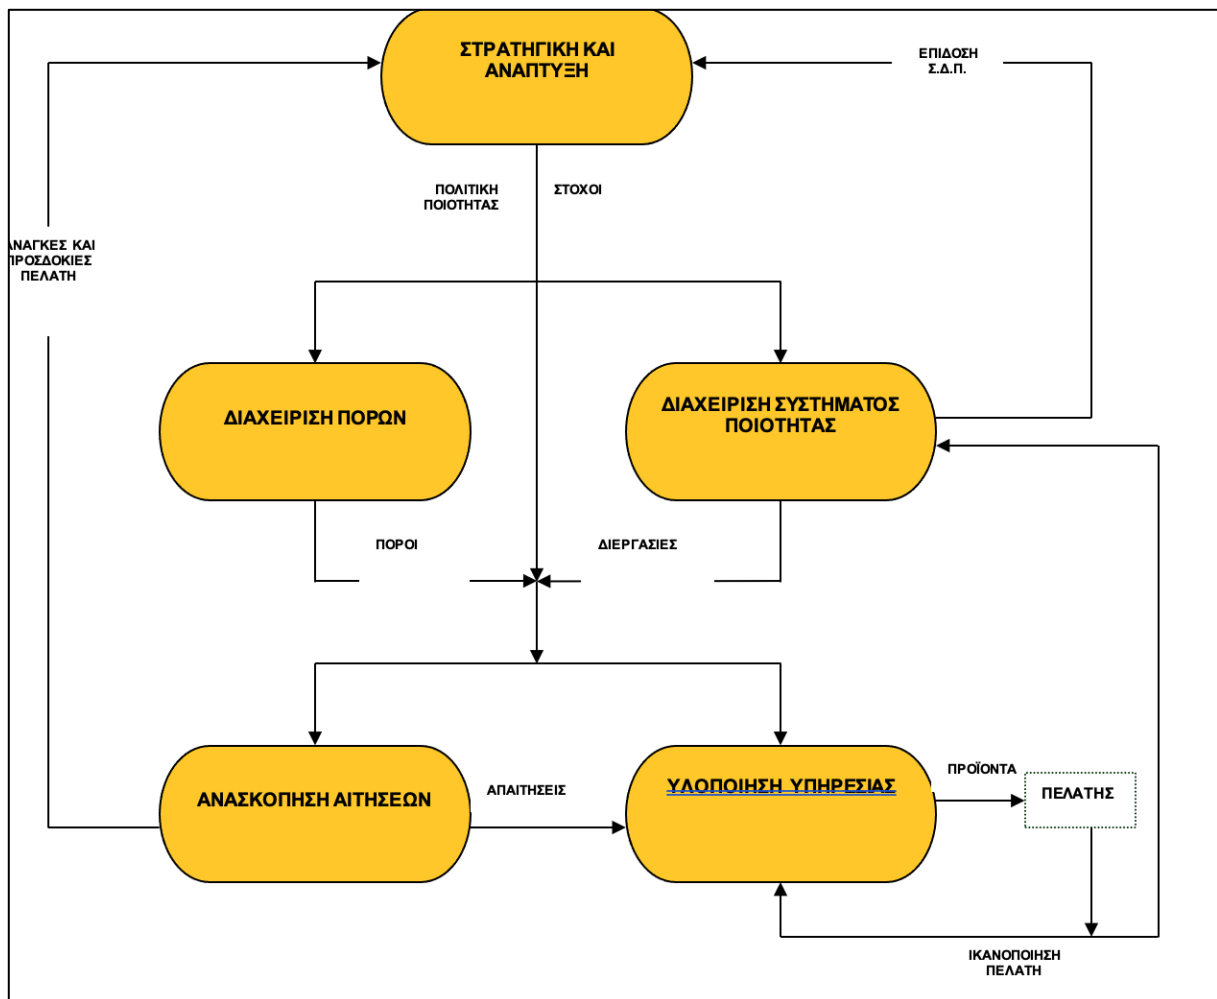 ΣΤΡΑΤΗΓΙΚΗ ΚΑΙ
ΑΝΑΠΤΥΞΗ
ΕΠΙΔΟΣΗ
Σ.Δ.Π.
ΠΟΛΙΤΙΚΗ
ΠΟΙΟΤΗΤΑΣ
ΣΤΟΧΟΙ
ΑΝΑΓΚΕΣ ΚΑΙ
ΠΡΟΣΔΟΚΙΕΣ
ΠΕΛΑΤΗ
ΔΙΑΧΕΙΡΙΣΗ ΠΟΡΩΝ
ΔΙΑΧΕΙΡΙΣΗ ΣΥΣΤΗΜΑΤΟΣ
ΠΟΙΟΤΗΤΑΣ
ΠΟΡΟΙ
ΔΙΕΡΓΑΣΙΕΣ
ΑΝΑΣΚΟΠΗΣΗ ΑΙΤΗΣΕΩΝ
ΑΠΑΙΤΗΣΕΙΣ
ΥΛΟΠΟΙΗΣΗ ΥΠΗΡΕΣΙΑΣ
ΠΡΟΪΟΝΤΑ
ΠΕΛΑΤΗΣ
ΙΚΑΝΟΠΟΙΗΣΗ
ΠΕΛΑΤΗ